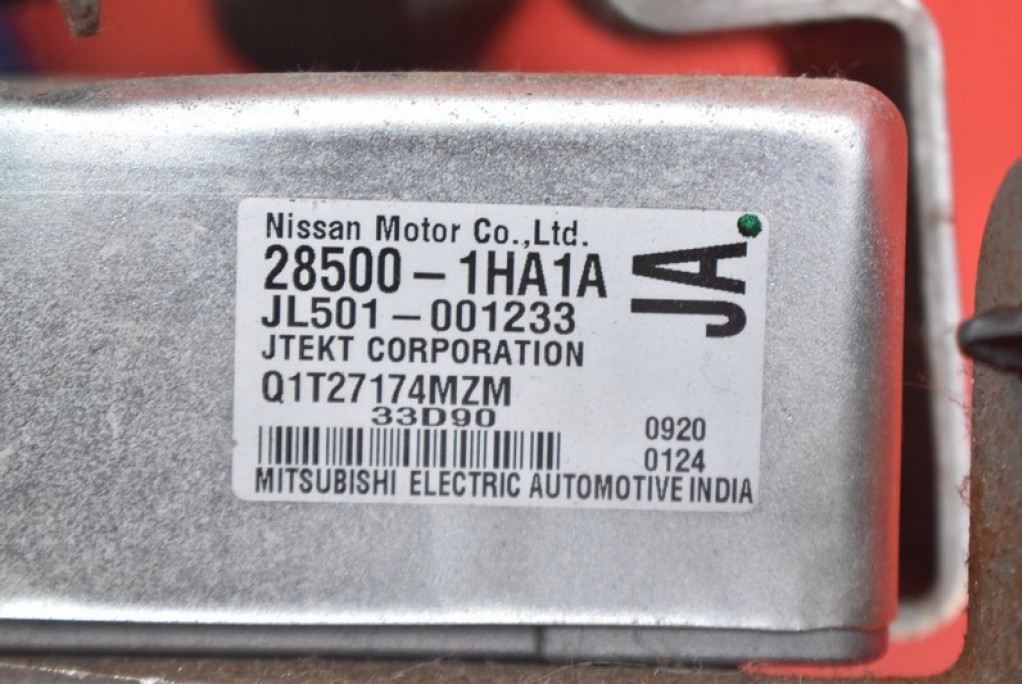 Nissan Motor Co.,Ltd.
28500-1HA1A
JA
JL501-001233
JTEKT CORPORATION
Q1T27174MZM
33D90
0920
0124
MITSUBISHI ELECTRIC AUTOMOTIVE INDIA